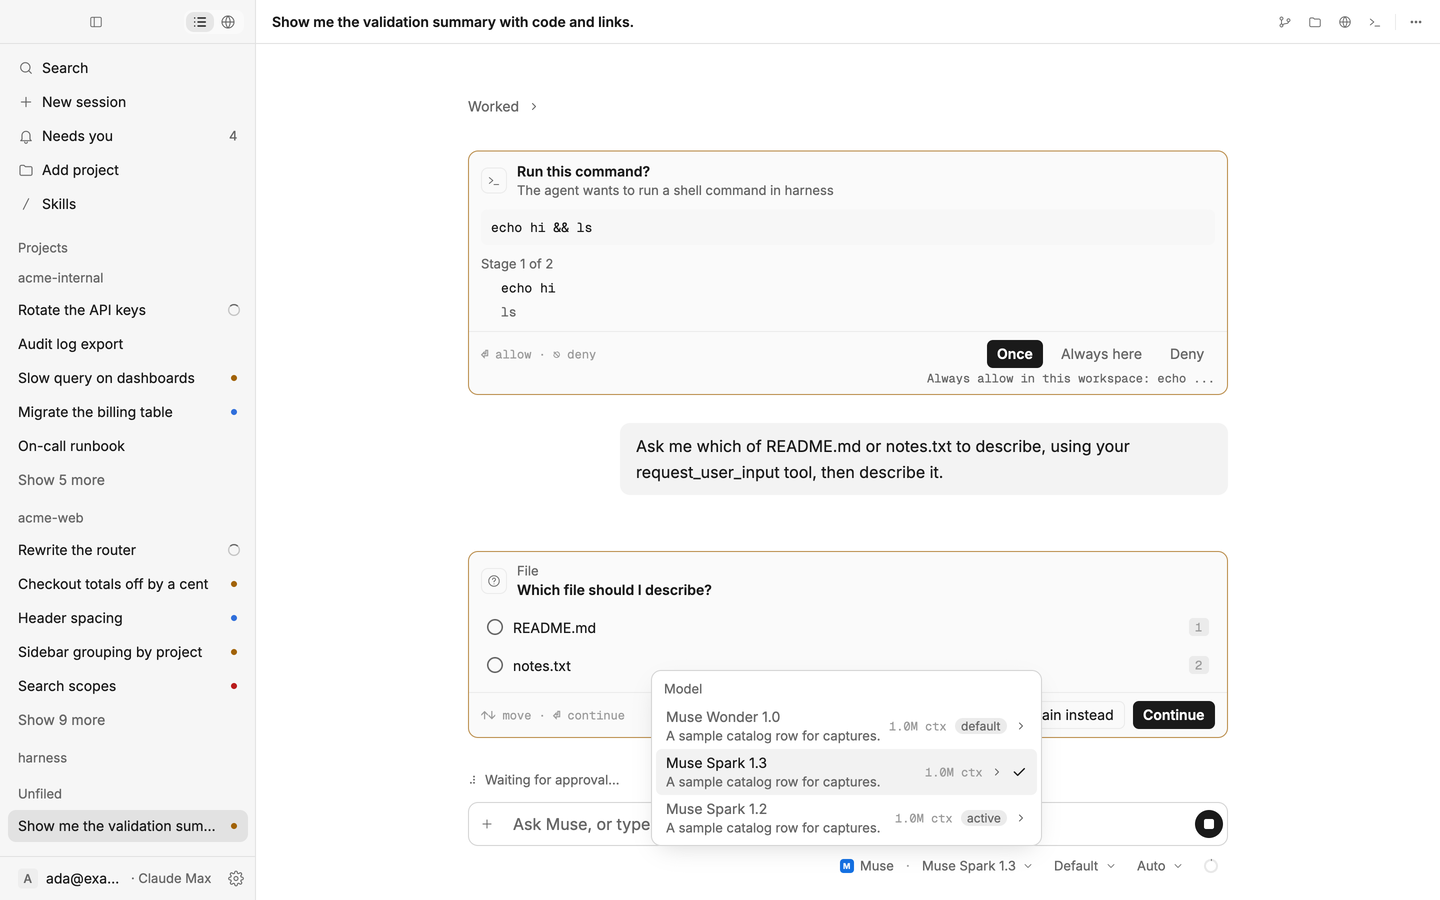 Show me the validation summary with code and links.
Search
New session
Needs you 4
Add project
Skills
Projects
acme-internal
Rotate the API keys
Audit log export
Slow query on dashboards
Migrate the billing table
On-call runbook
Show 5 more
acme-web
Rewrite the router
Checkout totals off by a cent
Header spacing
Sidebar grouping by project
Search scopes
Show 9 more
harness
Unfiled
Show me the validation sum...
A ada@exa... · Claude Max
Worked
Run this command?
The agent wants to run a shell command in harness
echo hi && ls
Stage 1 of 2
echo hi
ls
allow · deny
Once Always here Deny
Always allow in this workspace: echo ...
Ask me which of README.md or notes.txt to describe, using your
request_user_input tool, then describe it.
File
Which file should I describe?
README.md 1
notes.txt 2
move · continue
ain instead Continue
Model
Muse Wonder 1.0
A sample catalog row for captures. 1.0M ctx default
Muse Spark 1.3
A sample catalog row for captures. 1.0M ctx
Muse Spark 1.2
A sample catalog row for captures. 1.0M ctx active
Waiting for approval...
Ask Muse, or type
M Muse · Muse Spark 1.3 Default Auto